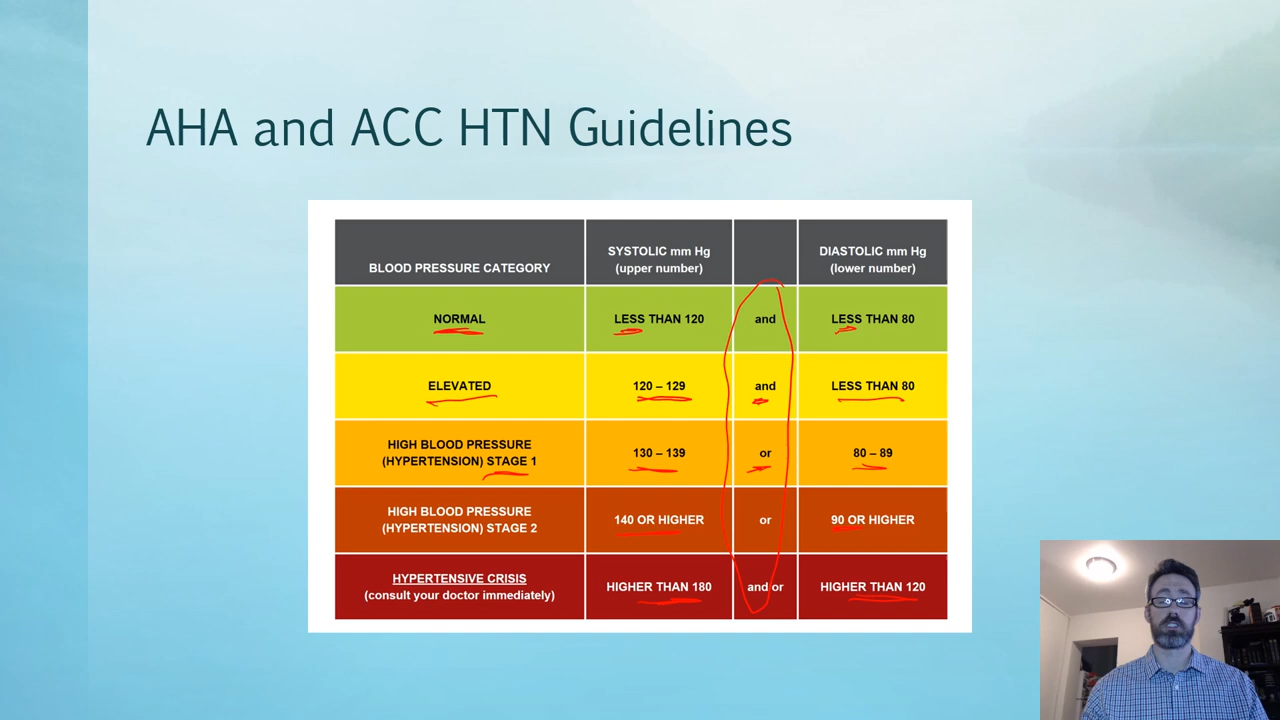 AHA and ACC HTN Guidelines
BLOOD PRESSURE CATEGORY
SYSTOLIC mm Hg
(upper number)
DIASTOLIC mm Hg
(lower number)
NORMAL
LESS THAN 120
and
LESS THAN 80
ELEVATED
120 – 129
and
LESS THAN 80
HIGH BLOOD PRESSURE
(HYPERTENSION) STAGE 1
130 – 139
or
80 – 89
HIGH BLOOD PRESSURE
(HYPERTENSION) STAGE 2
140 OR HIGHER
or
90 OR HIGHER
HYPERTENSIVE CRISIS
(consult your doctor immediately)
HIGHER THAN 180
and/or
HIGHER THAN 120